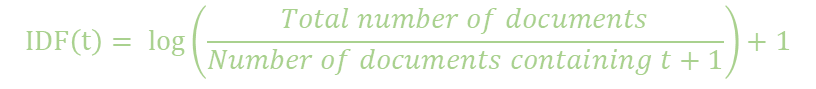 IDF(t) = log(Total number of documents / Number of documents containing t + 1) + 1